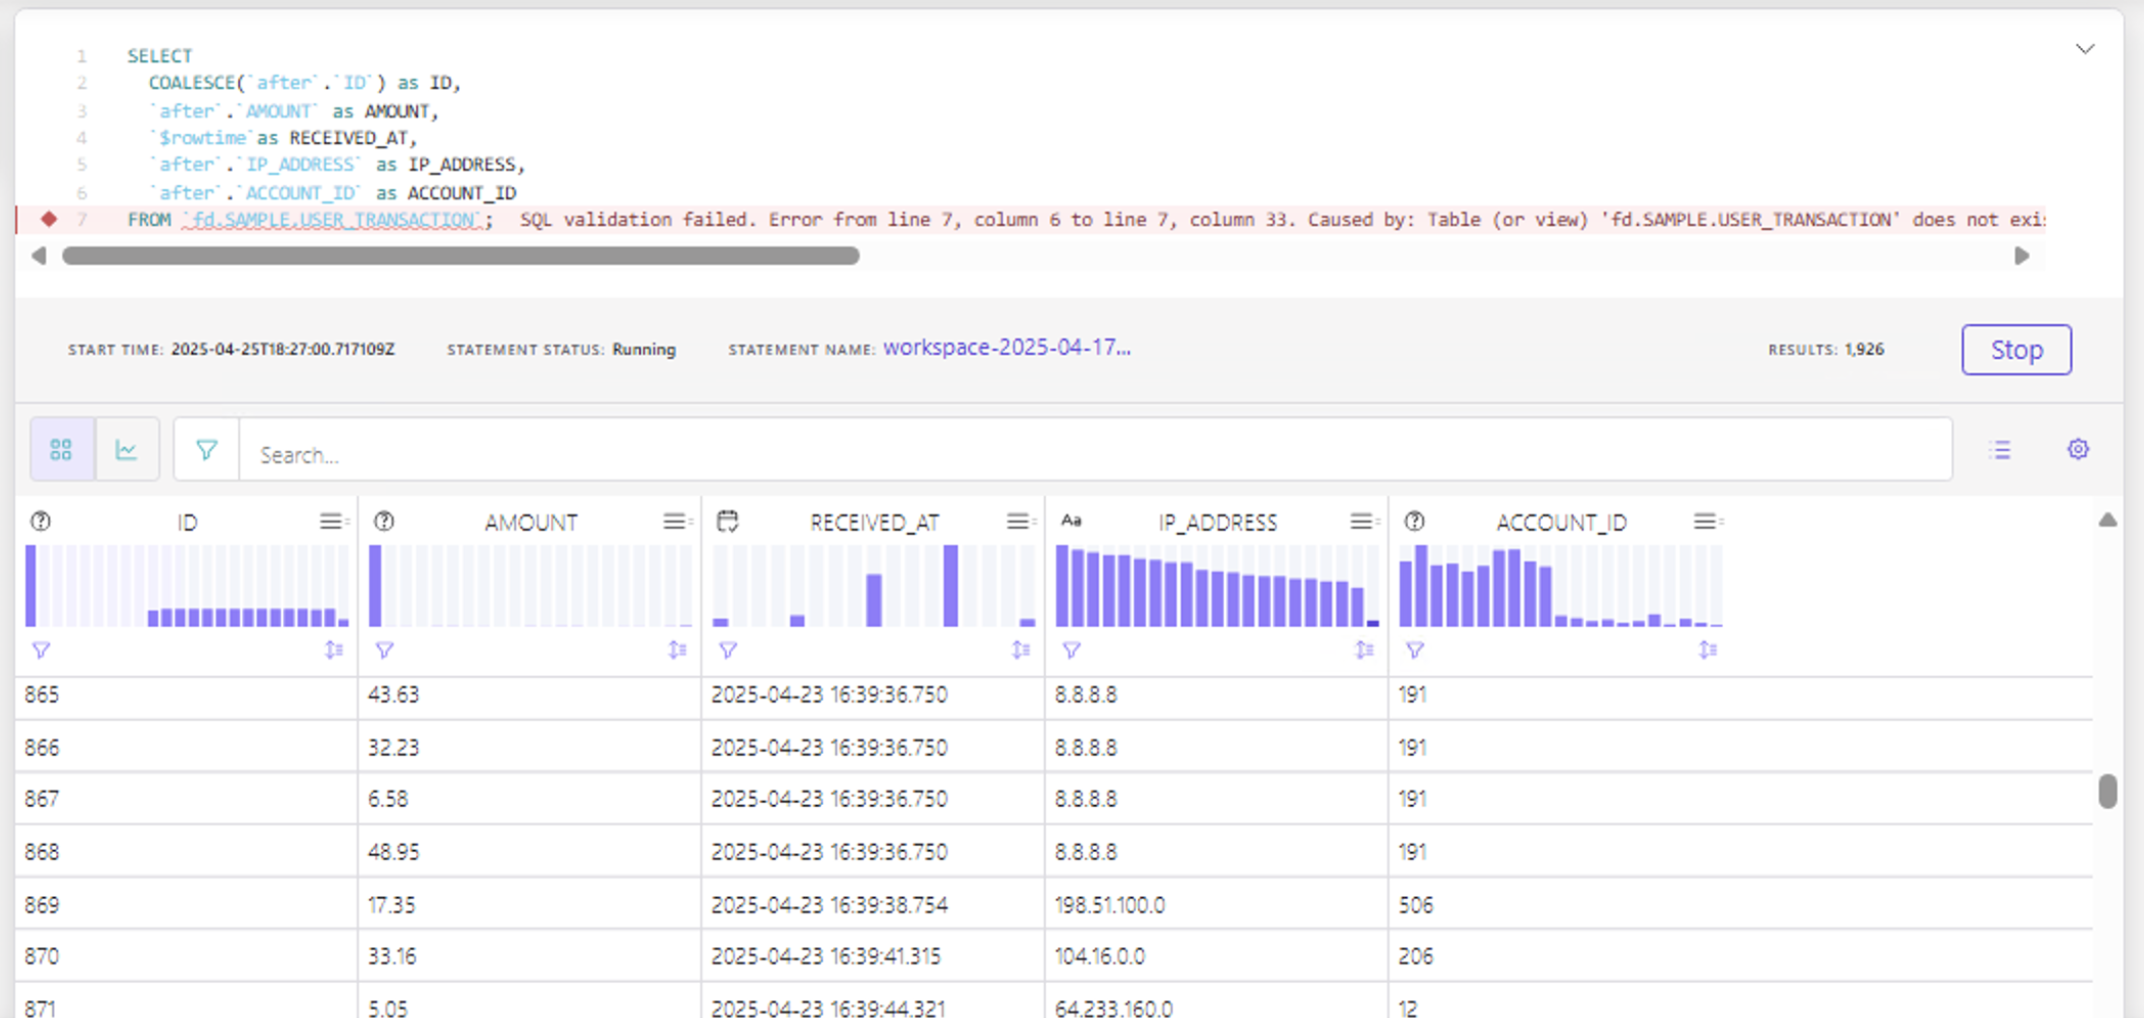 1 SELECT
2 COALESCE(`after`.`ID`) as ID,
3 `after`.`AMOUNT` as AMOUNT,
4 `$rowtime`as RECEIVED_AT,
5 `after`.`IP_ADDRESS` as IP_ADDRESS,
6 `after`.`ACCOUNT_ID` as ACCOUNT_ID
7 FROM `fd.SAMPLE.USER_TRANSACTION`; SQL validation failed. Error from line 7, column 6 to line 7, column 33. Caused by: Table (or view) 'fd.SAMPLE.USER_TRANSACTION' does not exi
START TIME: 2025-04-25T18:27:00.717109Z STATEMENT STATUS: Running STATEMENT NAME: workspace-2025-04-17... RESULTS: 1,926 Stop
Search...
ID AMOUNT RECEIVED_AT Aa IP_ADDRESS ACCOUNT_ID
865 43.63 2025-04-23 16:39:36.750 8.8.8.8 191
866 32.23 2025-04-23 16:39:36.750 8.8.8.8 191
867 6.58 2025-04-23 16:39:36.750 8.8.8.8 191
868 48.95 2025-04-23 16:39:36.750 8.8.8.8 191
869 17.35 2025-04-23 16:39:38.754 198.51.100.0 506
870 33.16 2025-04-23 16:39:41.315 104.16.0.0 206
871 5.05 2025-04-23 16:39:44.321 64.233.160.0 12